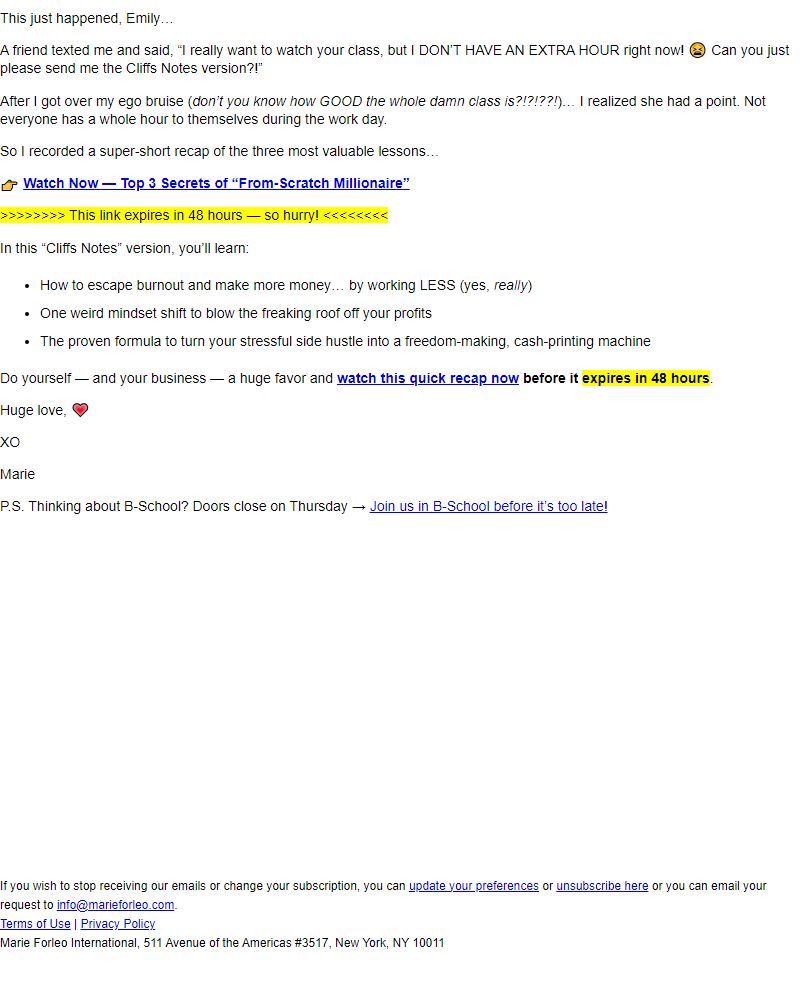 This just happened, Emily…
A friend texted me and said, “I really want to watch your class, but I DON’T HAVE AN EXTRA HOUR right now! 😫 Can you just
please send me the Cliffs Notes version?!”
After I got over my ego bruise (don’t you know how GOOD the whole damn class is?!?!??!)… I realized she had a point. Not
everyone has a whole hour to themselves during the work day.
So I recorded a super-short recap of the three most valuable lessons…
👉 Watch Now — Top 3 Secrets of “From-Scratch Millionaire”
>>>>>>>> This link expires in 48 hours — so hurry! <<<<<<<<
In this “Cliffs Notes” version, you’ll learn:
• How to escape burnout and make more money… by working LESS (yes, really)
• One weird mindset shift to blow the freaking roof off your profits
• The proven formula to turn your stressful side hustle into a freedom-making, cash-printing machine
Do yourself — and your business — a huge favor and watch this quick recap now before it expires in 48 hours.
Huge love, 💗
XO
Marie
P.S. Thinking about B-School? Doors close on Thursday → Join us in B-School before it’s too late!
If you wish to stop receiving our emails or change your subscription, you can update your preferences or unsubscribe here or you can email your
request to info@marieforleo.com.
Terms of Use | Privacy Policy
Marie Forleo International, 511 Avenue of the Americas #3517, New York, NY 10011